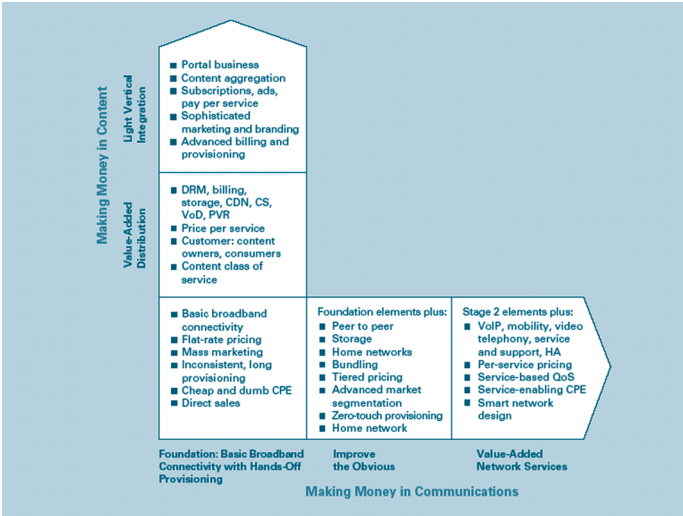 Making Money in Content
Light Vertical
Integration
Portal business
Content aggregation
Subscriptions, ads,
pay per service
Sophisticated
marketing and branding
Advanced billing and
provisioning
Value-Added
Distribution
DRM, billing,
storage, CDN, CS,
VoD, PVR
Price per service
Customer: content
owners, consumers
Content class of
service
Basic broadband
connectivity
Flat-rate pricing
Mass marketing
Inconsistent, long
provisioning
Cheap and dumb CPE
Direct sales
Foundation elements plus:
Peer to peer
Storage
Home networks
Bundling
Tiered pricing
Advanced market
segmentation
Zero-touch provisioning
Home network
Stage 2 elements plus:
VoIP, mobility, video
telephony, service
and support, HA
Per-service pricing
Service-based QoS
Service-enabling CPE
Smart network
design
Foundation: Basic Broadband
Connectivity with Hands-Off
Provisioning
Improve
the Obvious
Value-Added
Network Services
Making Money in Communications